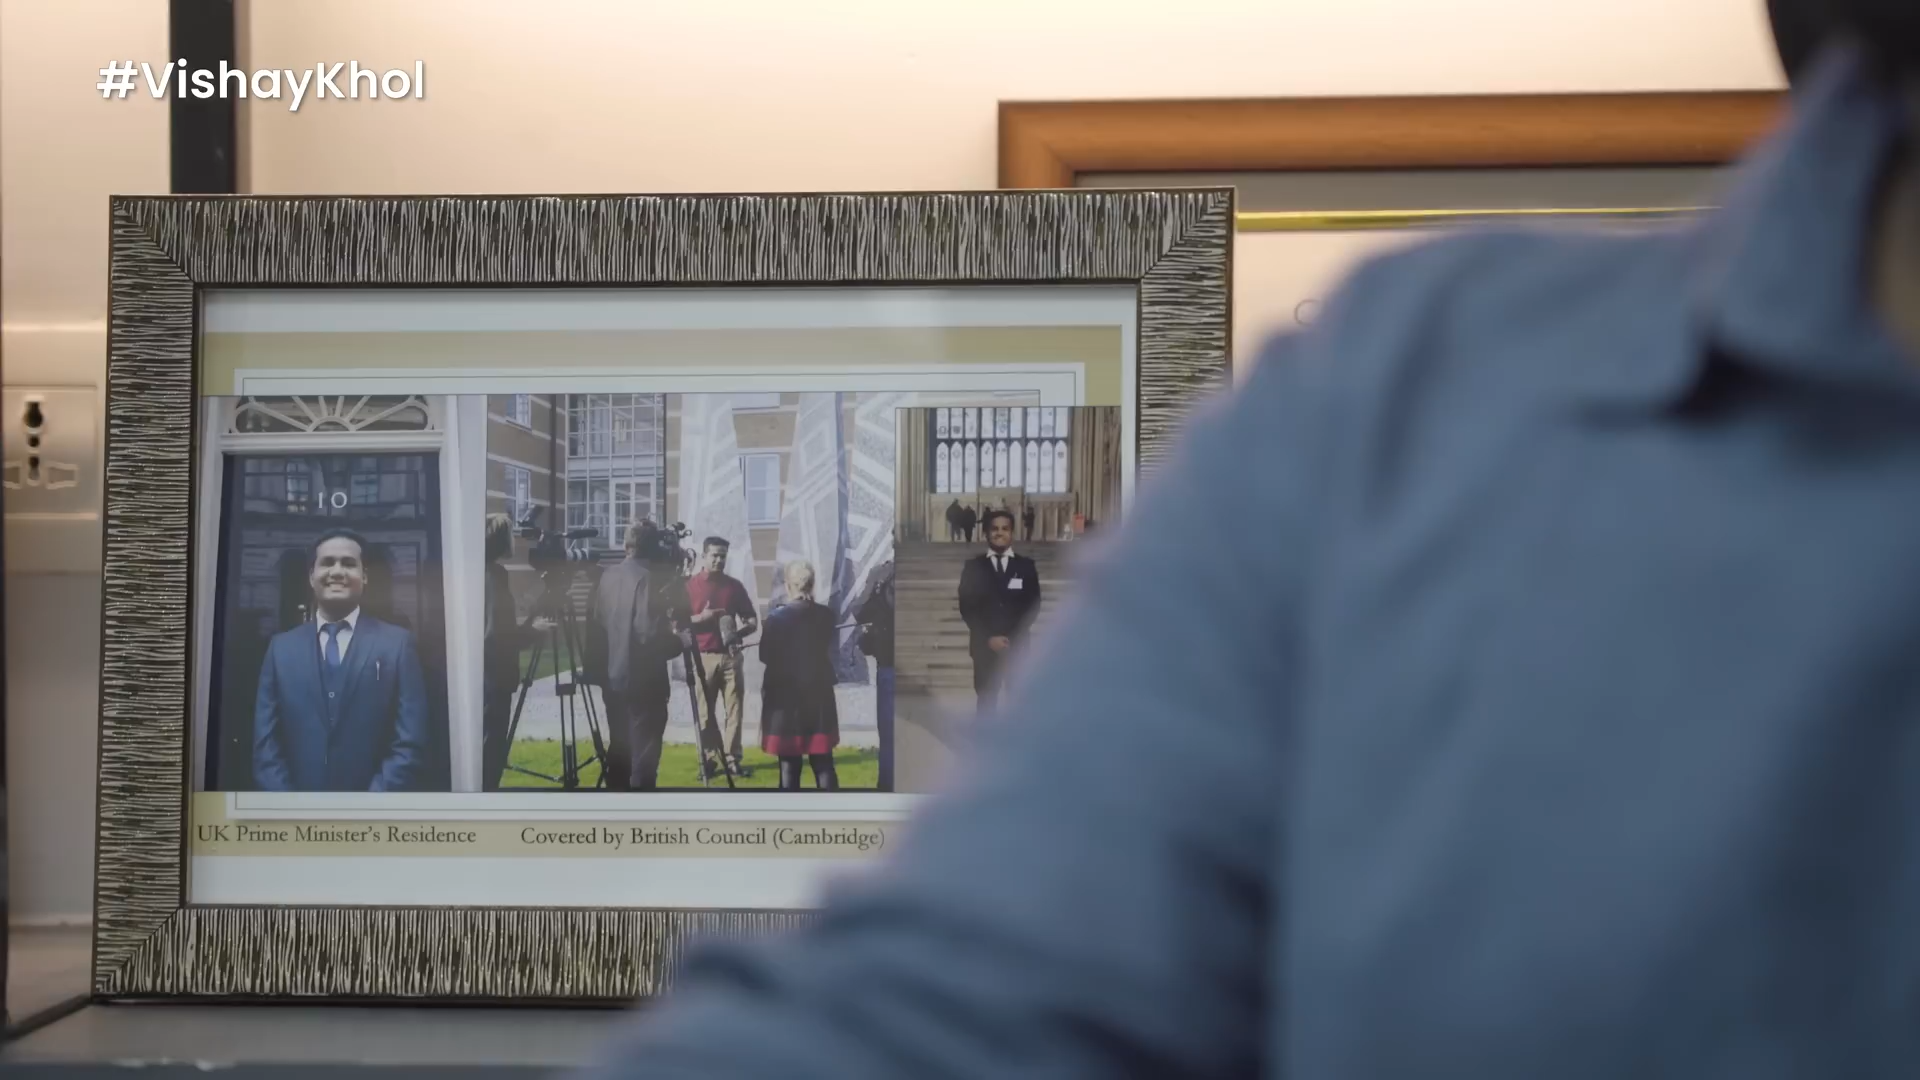 #VishayKhol
10
UK Prime Minister's Residence
Covered by British Council (Cambridge)